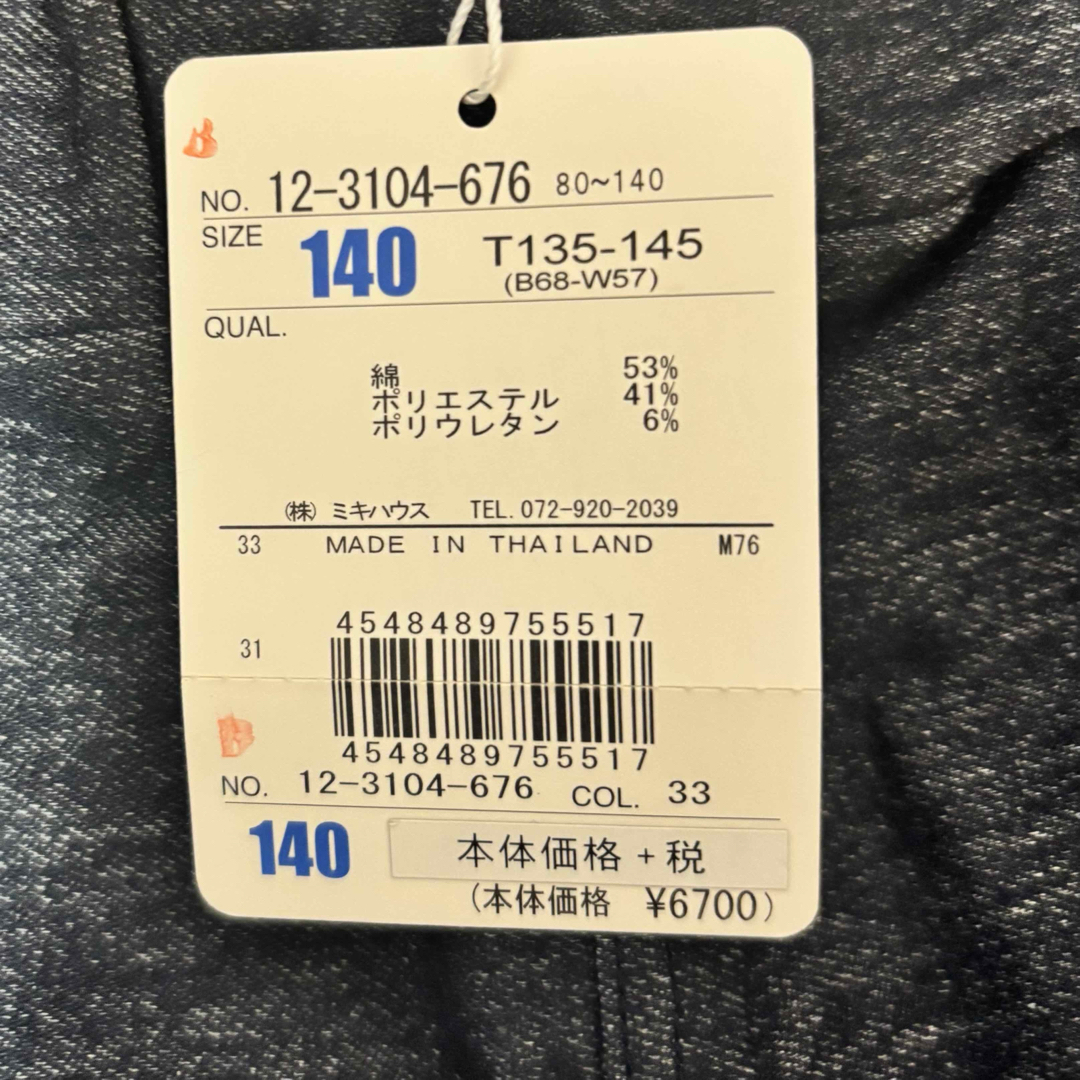 B
NO. 12-3104-676 80~140
SIZE 140 T135-145
(B68-W57)
QUAL.
綿 53%
ポリエステル 41%
ポリウレタン 6%
㈱ ミキハウス TEL.072-920-2039
33 MADE IN THAILAND M76
4548489755517
31
B
4548489755517
NO. 12-3104-676 COL. 33
140 本体価格+税
(本体価格 ¥6700)